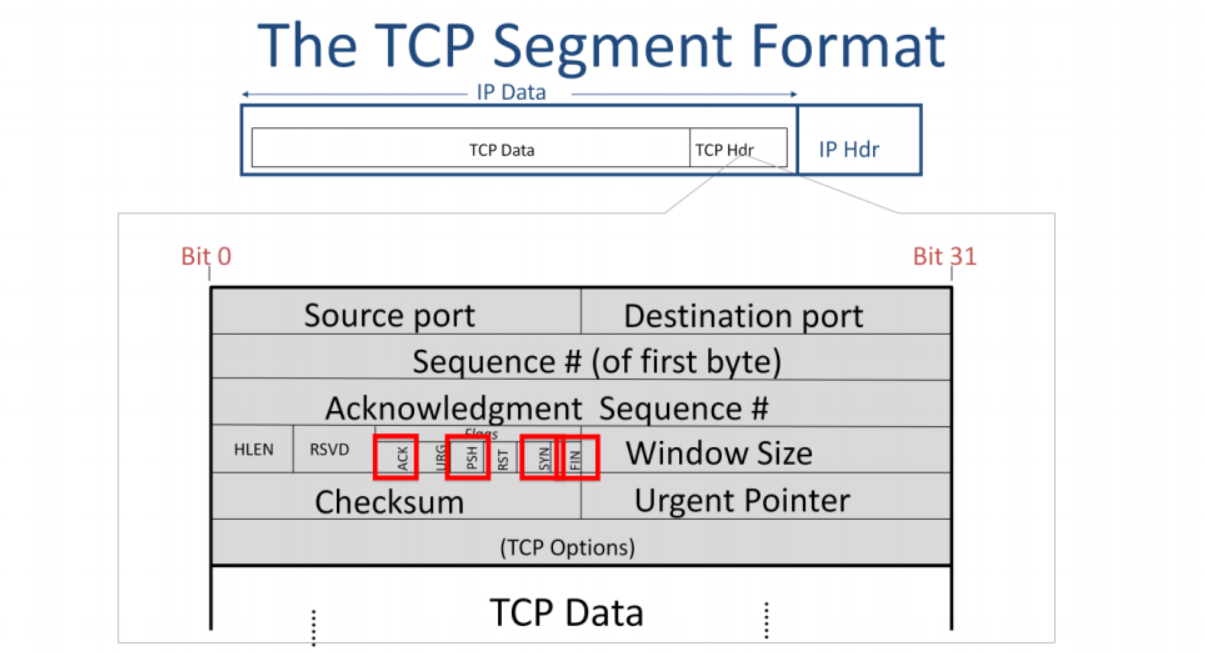 The TCP Segment Format
IP Data
TCP Data TCP Hdr IP Hdr
Bit 0 Bit 31
Source port Destination port
Sequence # (of first byte)
Acknowledgment Sequence #
Flags
HLEN RSVD ACK URG PSH RST SYN FIN Window Size
Checksum Urgent Pointer
(TCP Options)
TCP Data